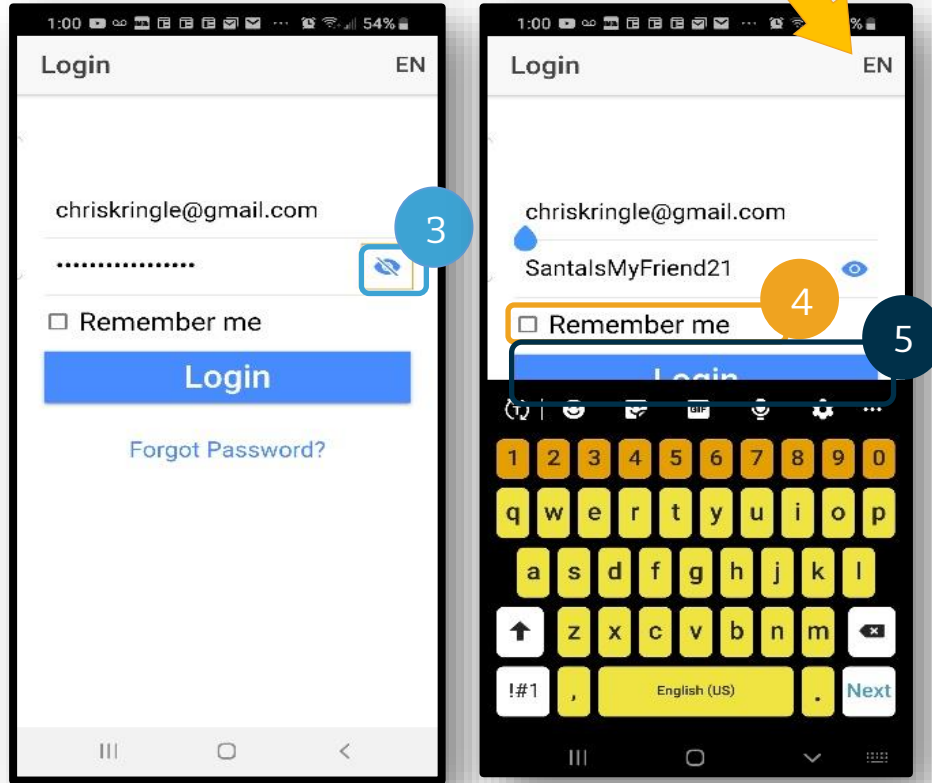 1:00 54%
Login EN
chriskringle@gmail.com
•••••••••••••••••
3
Remember me
Login
Forgot Password?
1:00 %
Login EN
chriskringle@gmail.com
SantaIsMyFriend21
4
Remember me
5
Login
GIF
1 2 3 4 5 6 7 8 9 0
q w e r t y u i o p
a s d f g h j k l
z x c v b n m
!#1 , English (US) . Next